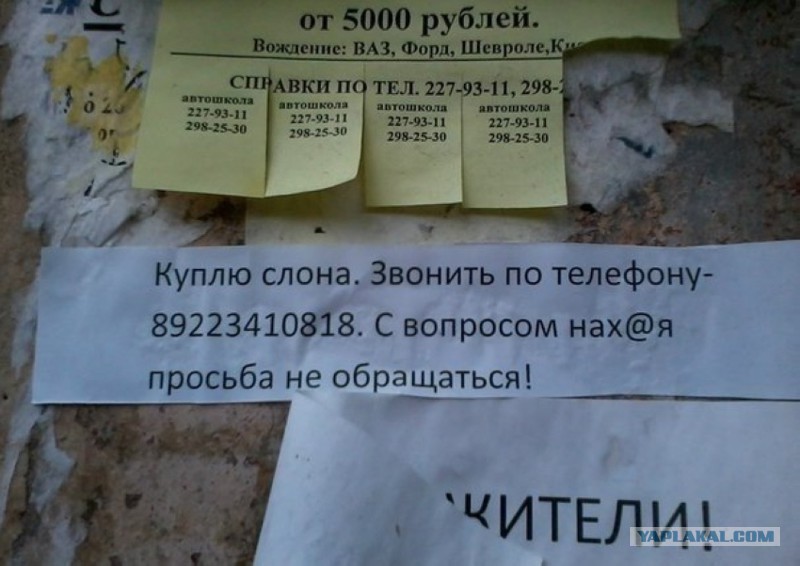 от 5000 рублей.
Вождение: ВАЗ, Форд, Шевроле,
СПРАВКИ ПО ТЕЛ. 227-93-11, 298-
автошкола
227-93-11
298-25-30
автошкола
227-93-11
298-25-30
автошкола
227-93-11
298-25-30
автошкола
227-93-11
298-25-30
Куплю слона. Звонить по телефону-
89223410818. С вопросом нах@я
просьба не обращаться!
ЖИТЕЛИ!
YAPLAKAL.COM